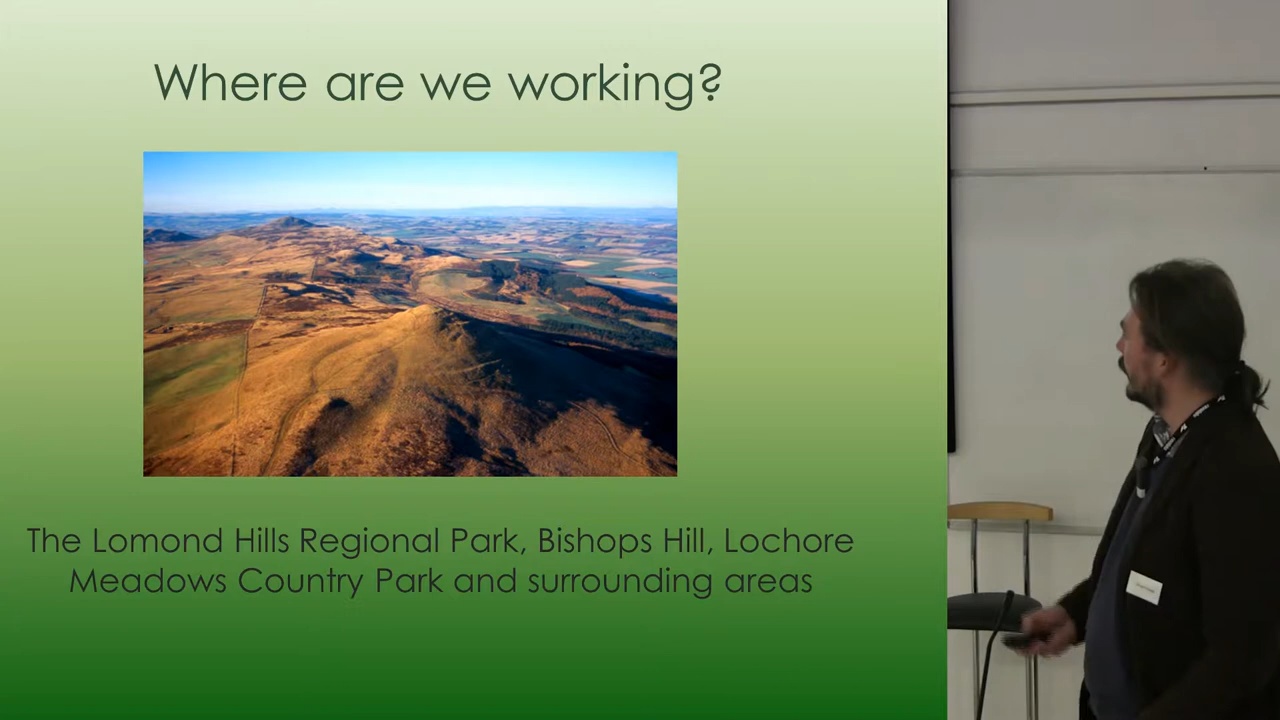 Where are we working?
The Lomond Hills Regional Park, Bishops Hill, Lochore
Meadows Country Park and surrounding areas